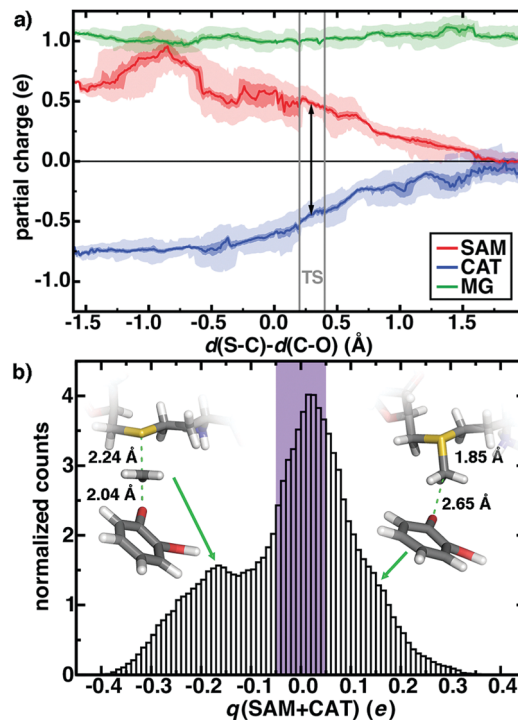 a)
partial charge (e)
1.0
0.5
0.0
-0.5
-1.0
TS
SAM
CAT
MG
-1.5 -1.0 -0.5 0.0 0.5 1.0 1.5
d(S-C)-d(C-O) (Å)
b)
normalized counts
4
3
2
1
0
2.24 Å
2.04 Å
1.85 Å
2.65 Å
-0.4 -0.3 -0.2 -0.1 0.0 0.1 0.2 0.3 0.4
q(SAM+CAT) (e)